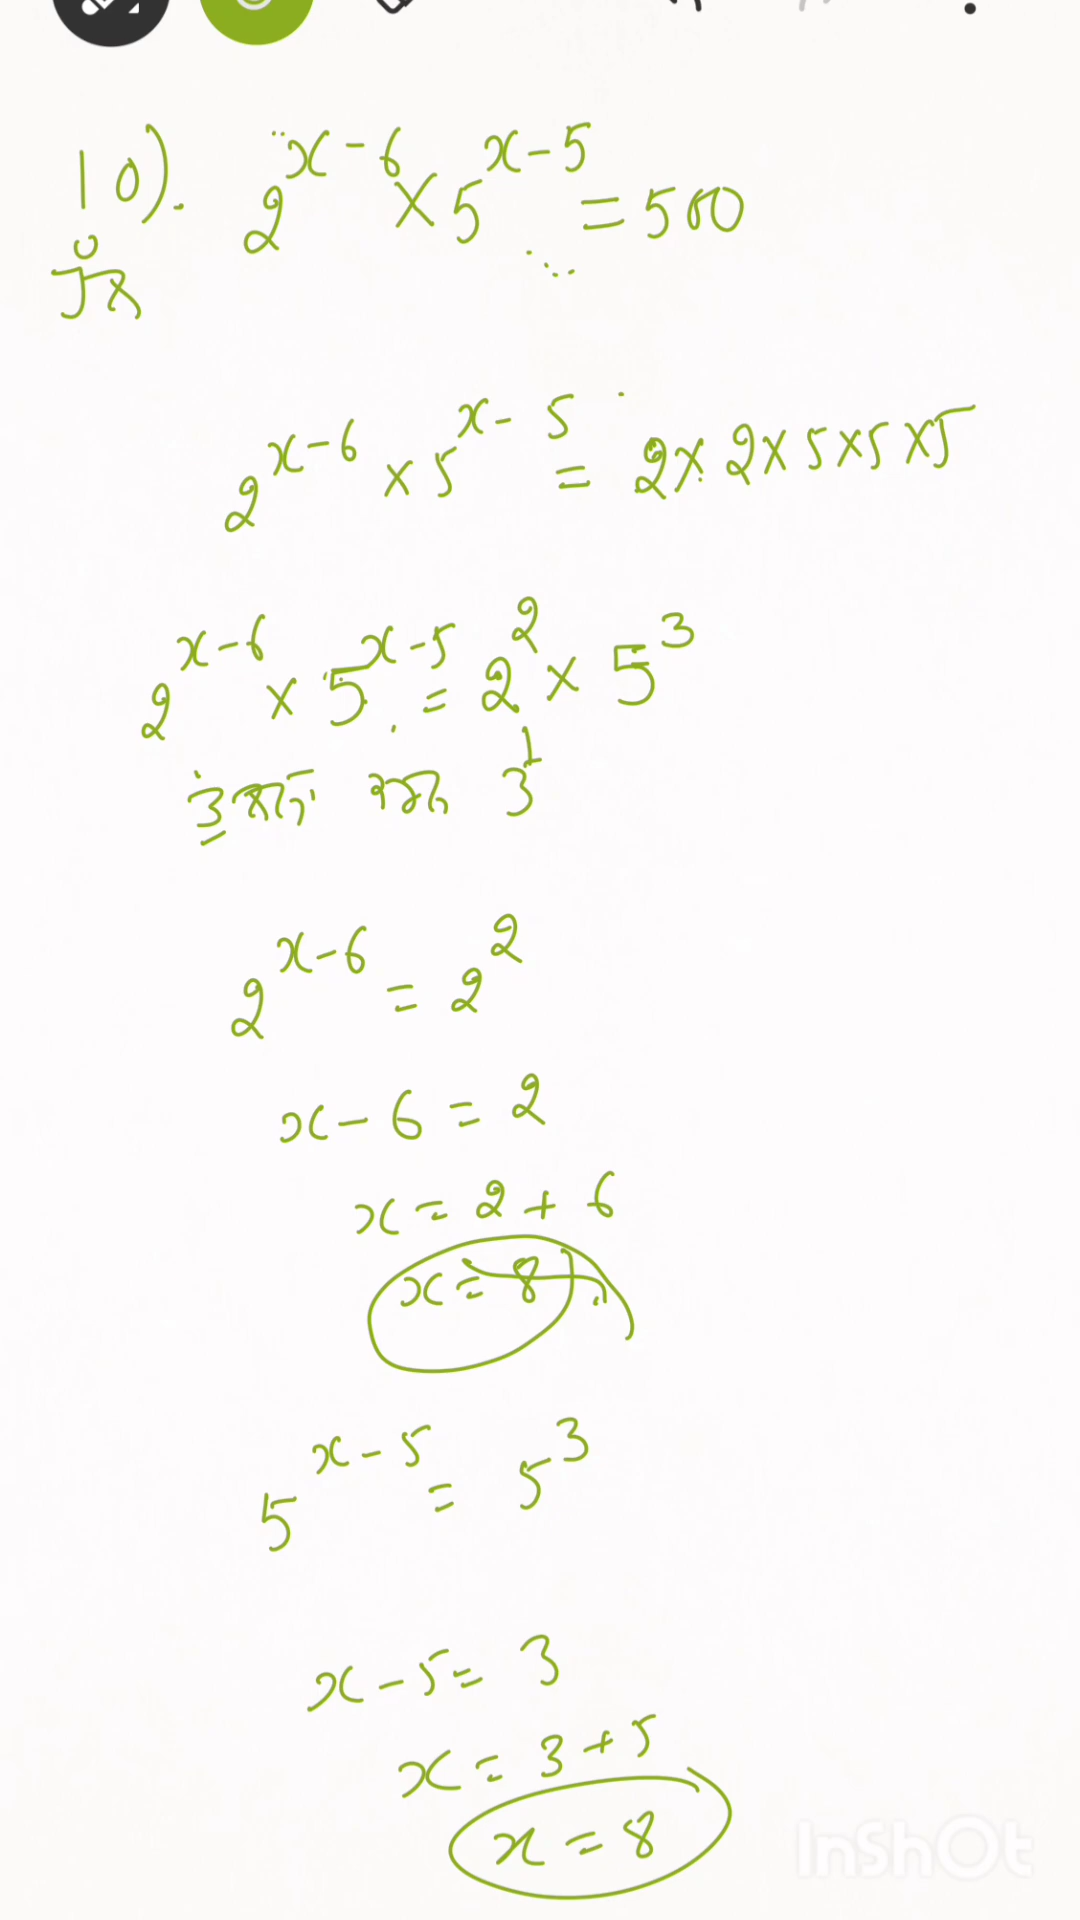 10). 2^{x-6} × 5^{x-5} = 500
2^{x-6} × 5^{x-5} = 2 × 2 × 5 × 5 × 5
2^{x-6} × 5^{x-5} = 2^2 × 5^3
2^{x-6} = 2^2
x - 6 = 2
x = 2 + 6
x = 8
5^{x-5} = 5^3
x - 5 = 3
x = 3 + 5
x = 8
InShOt